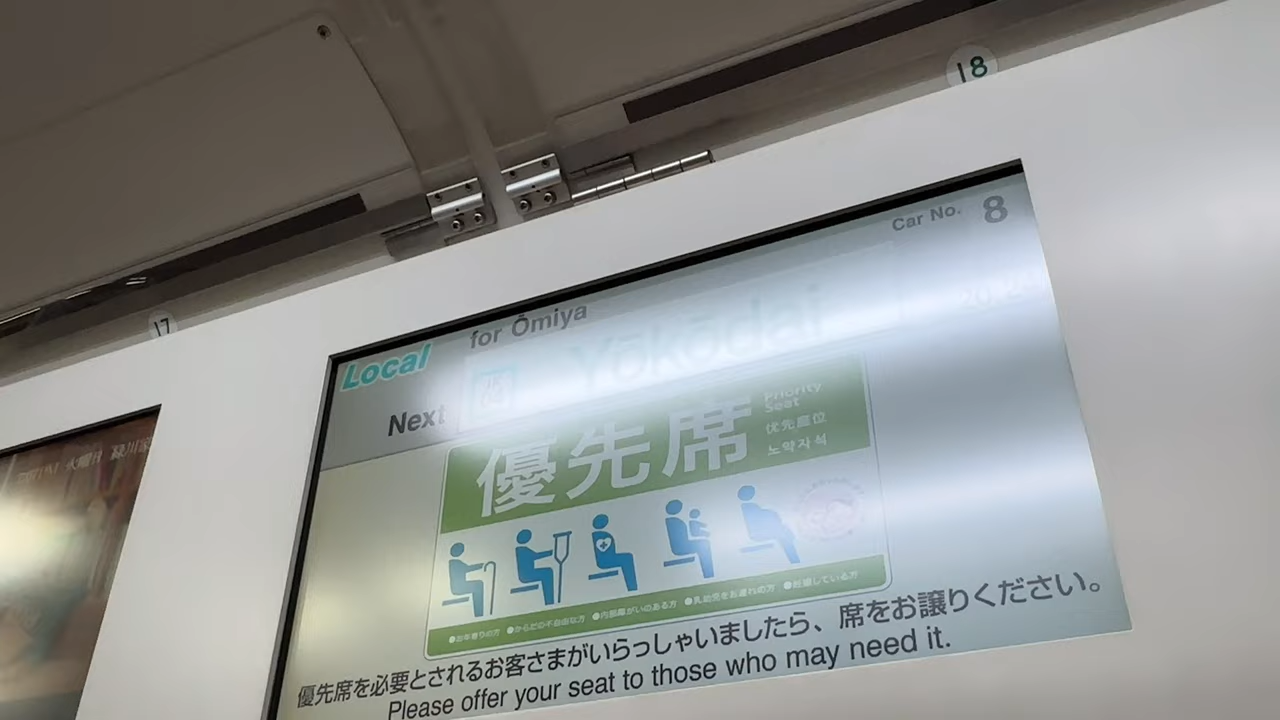 18
17
Car No. 8
Local for Ōmiya
Next Yōkōdai
優先席
Priority
Seat
优先座位
노약자석
●お年寄りの方 ●からだの不自由な方 ●内部障がいのある方 ●乳幼児をお連れの方 ●妊娠している方
優先席を必要とされるお客さまがいらっしゃいましたら、席をお譲りください。
Please offer your seat to those who may need it.